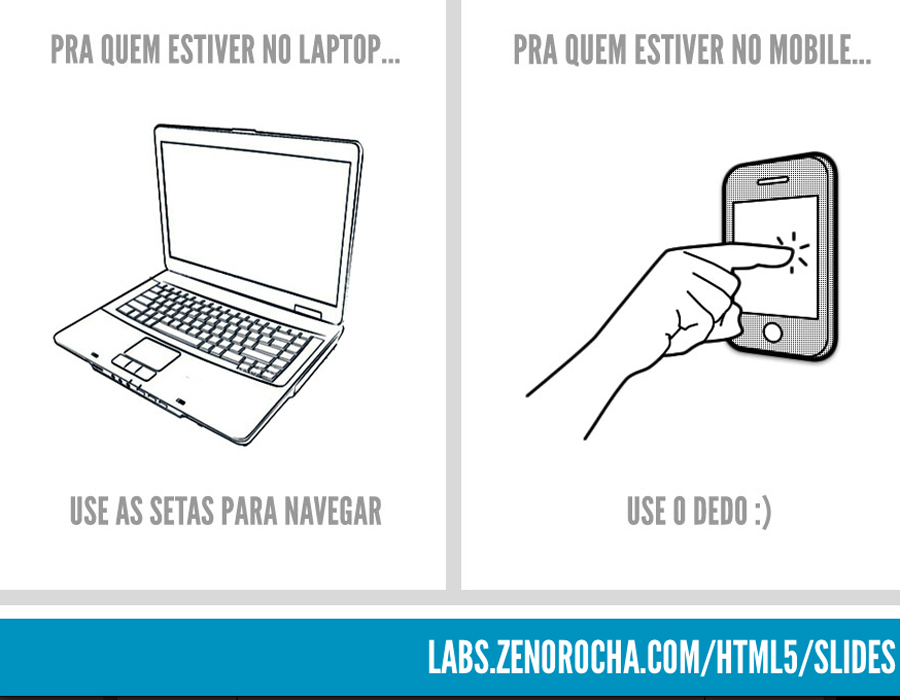 PRA QUEM ESTIVER NO LAPTOP...
USE AS SETAS PARA NAVEGAR
PRA QUEM ESTIVER NO MOBILE...
USE O DEDO :)
LABS.ZENOROCHA.COM/HTML5/SLIDES